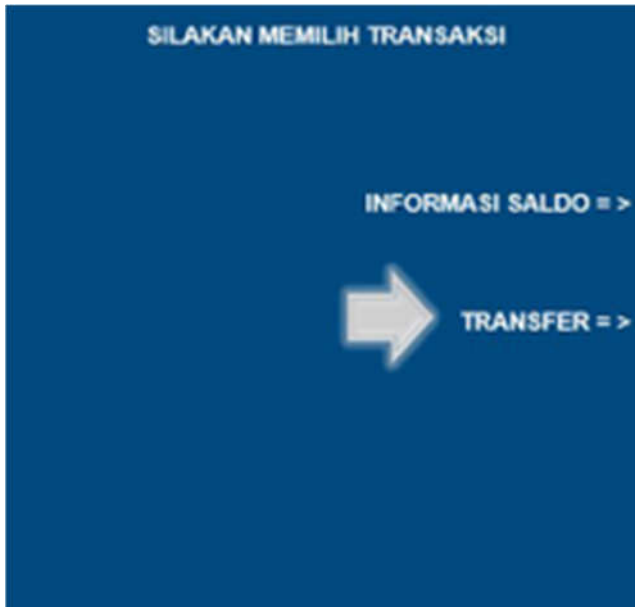 SILAKAN MEMILIH TRANSAKSI
INFORMASI SALDO = >
TRANSFER = >